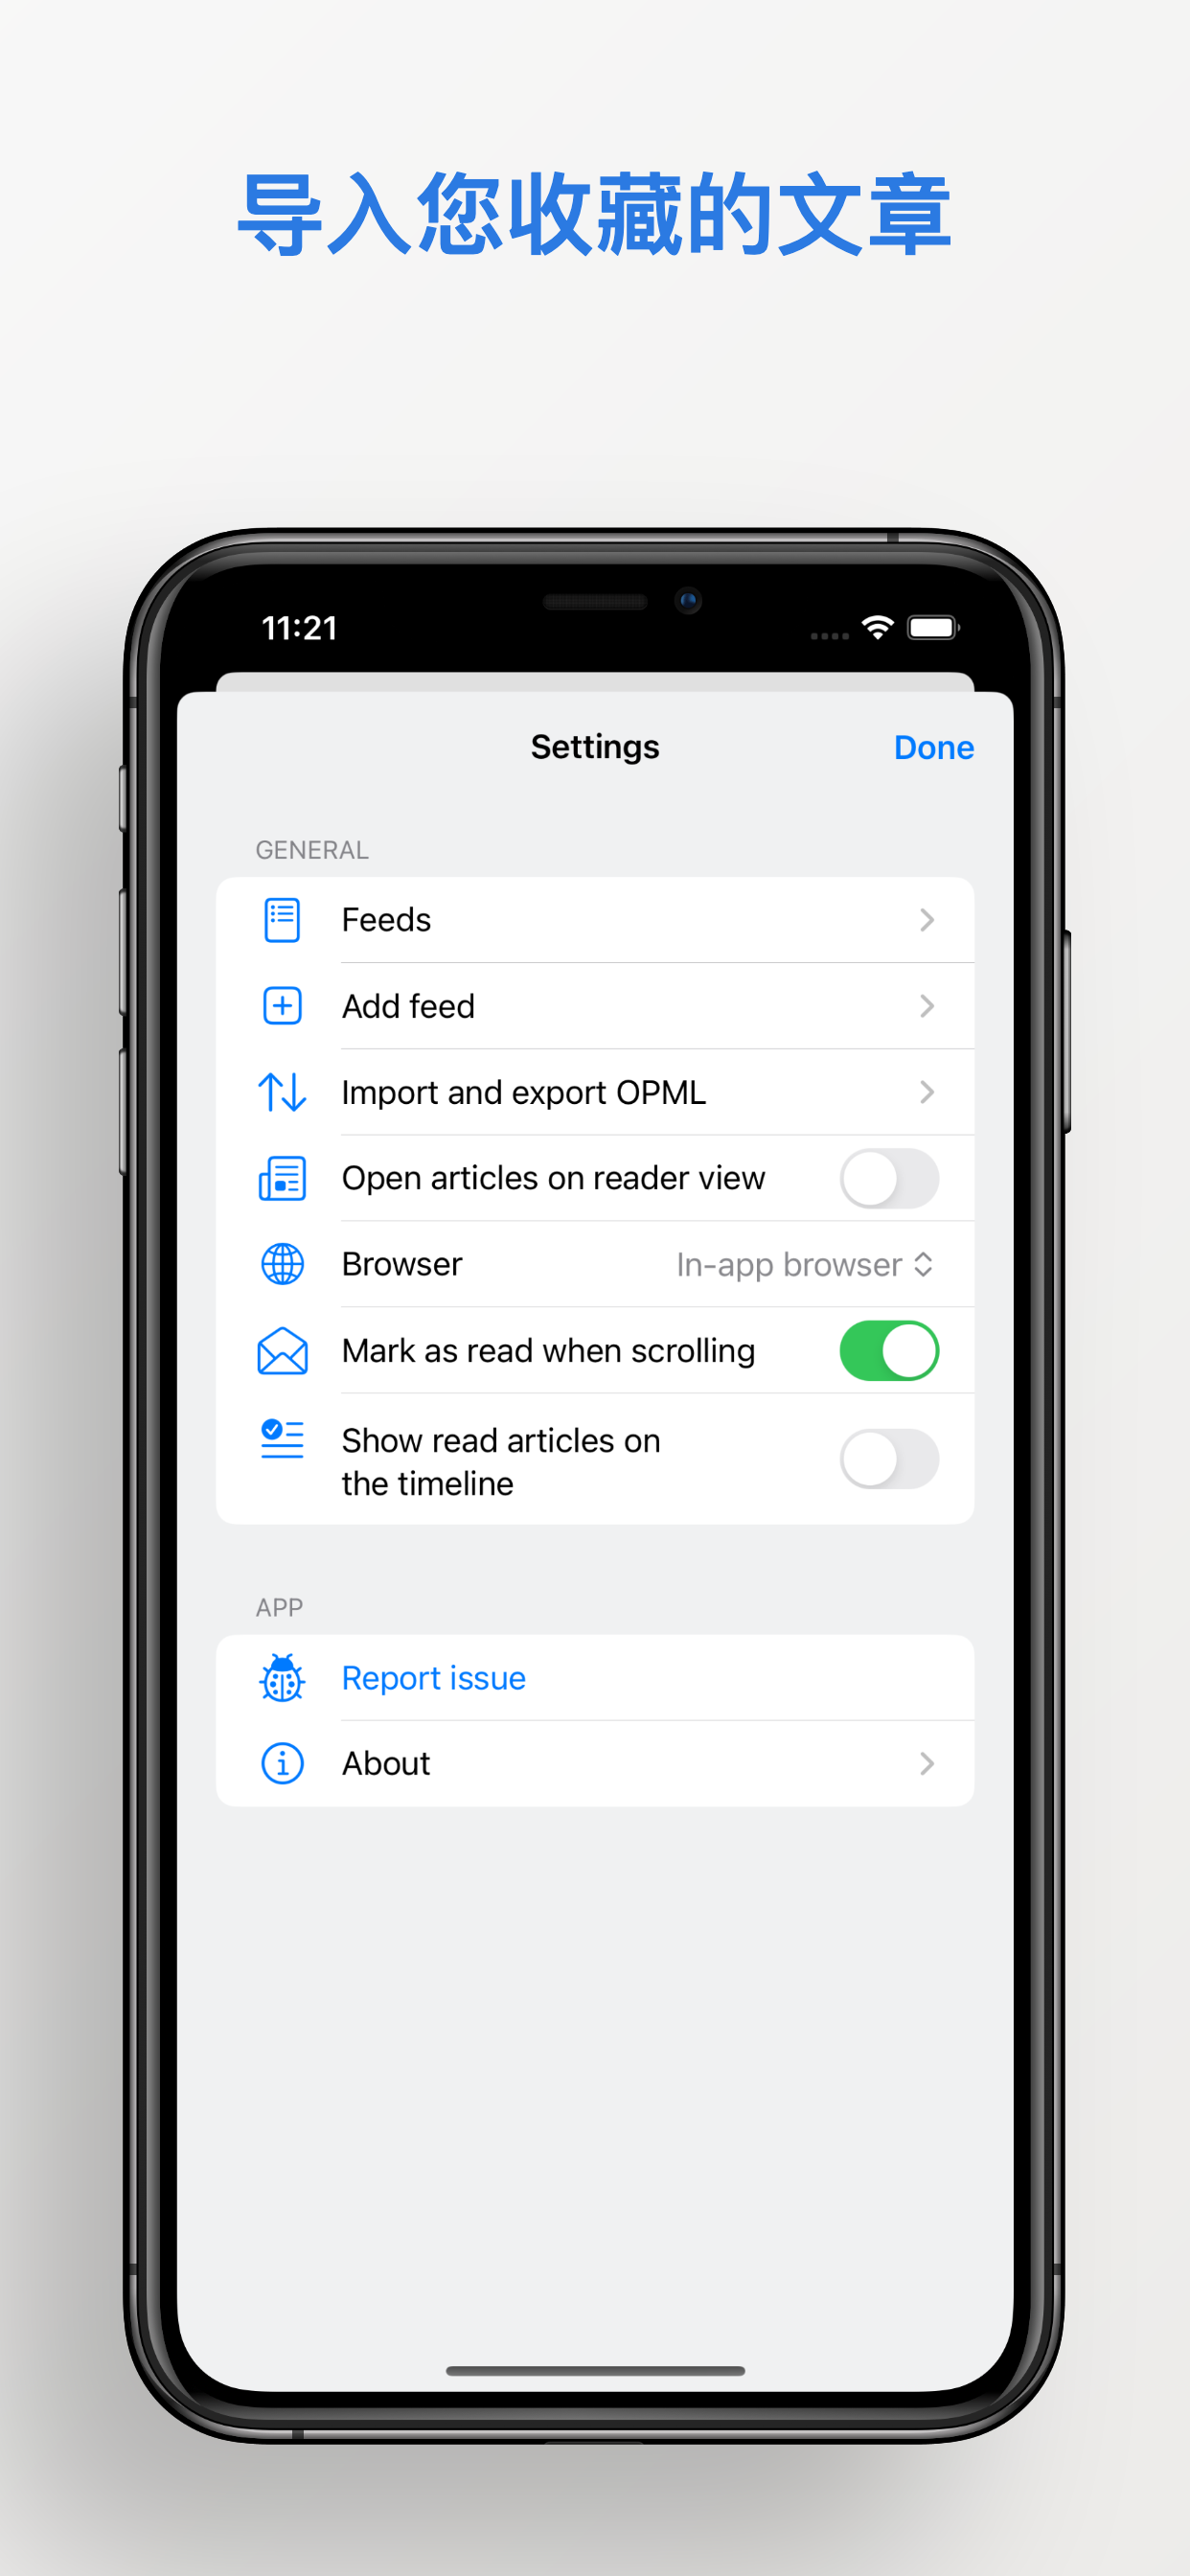 导入您收藏的文章
11:21
Settings
Done
GENERAL
Feeds
Add feed
Import and export OPML
Open articles on reader view
Browser
In-app browser
Mark as read when scrolling
Show read articles on
the timeline
APP
Report issue
About